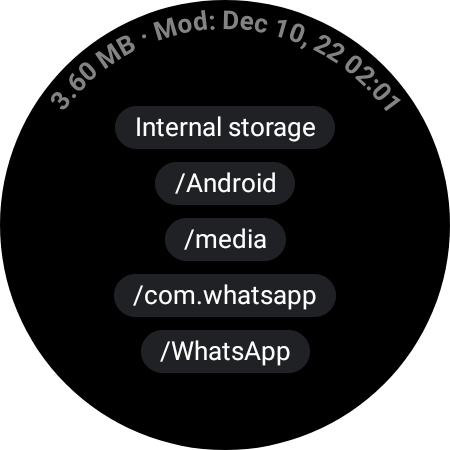 3.60 MB · Mod: Dec 10, 22 02:01
Internal storage
/Android
/media
/com.whatsapp
/WhatsApp